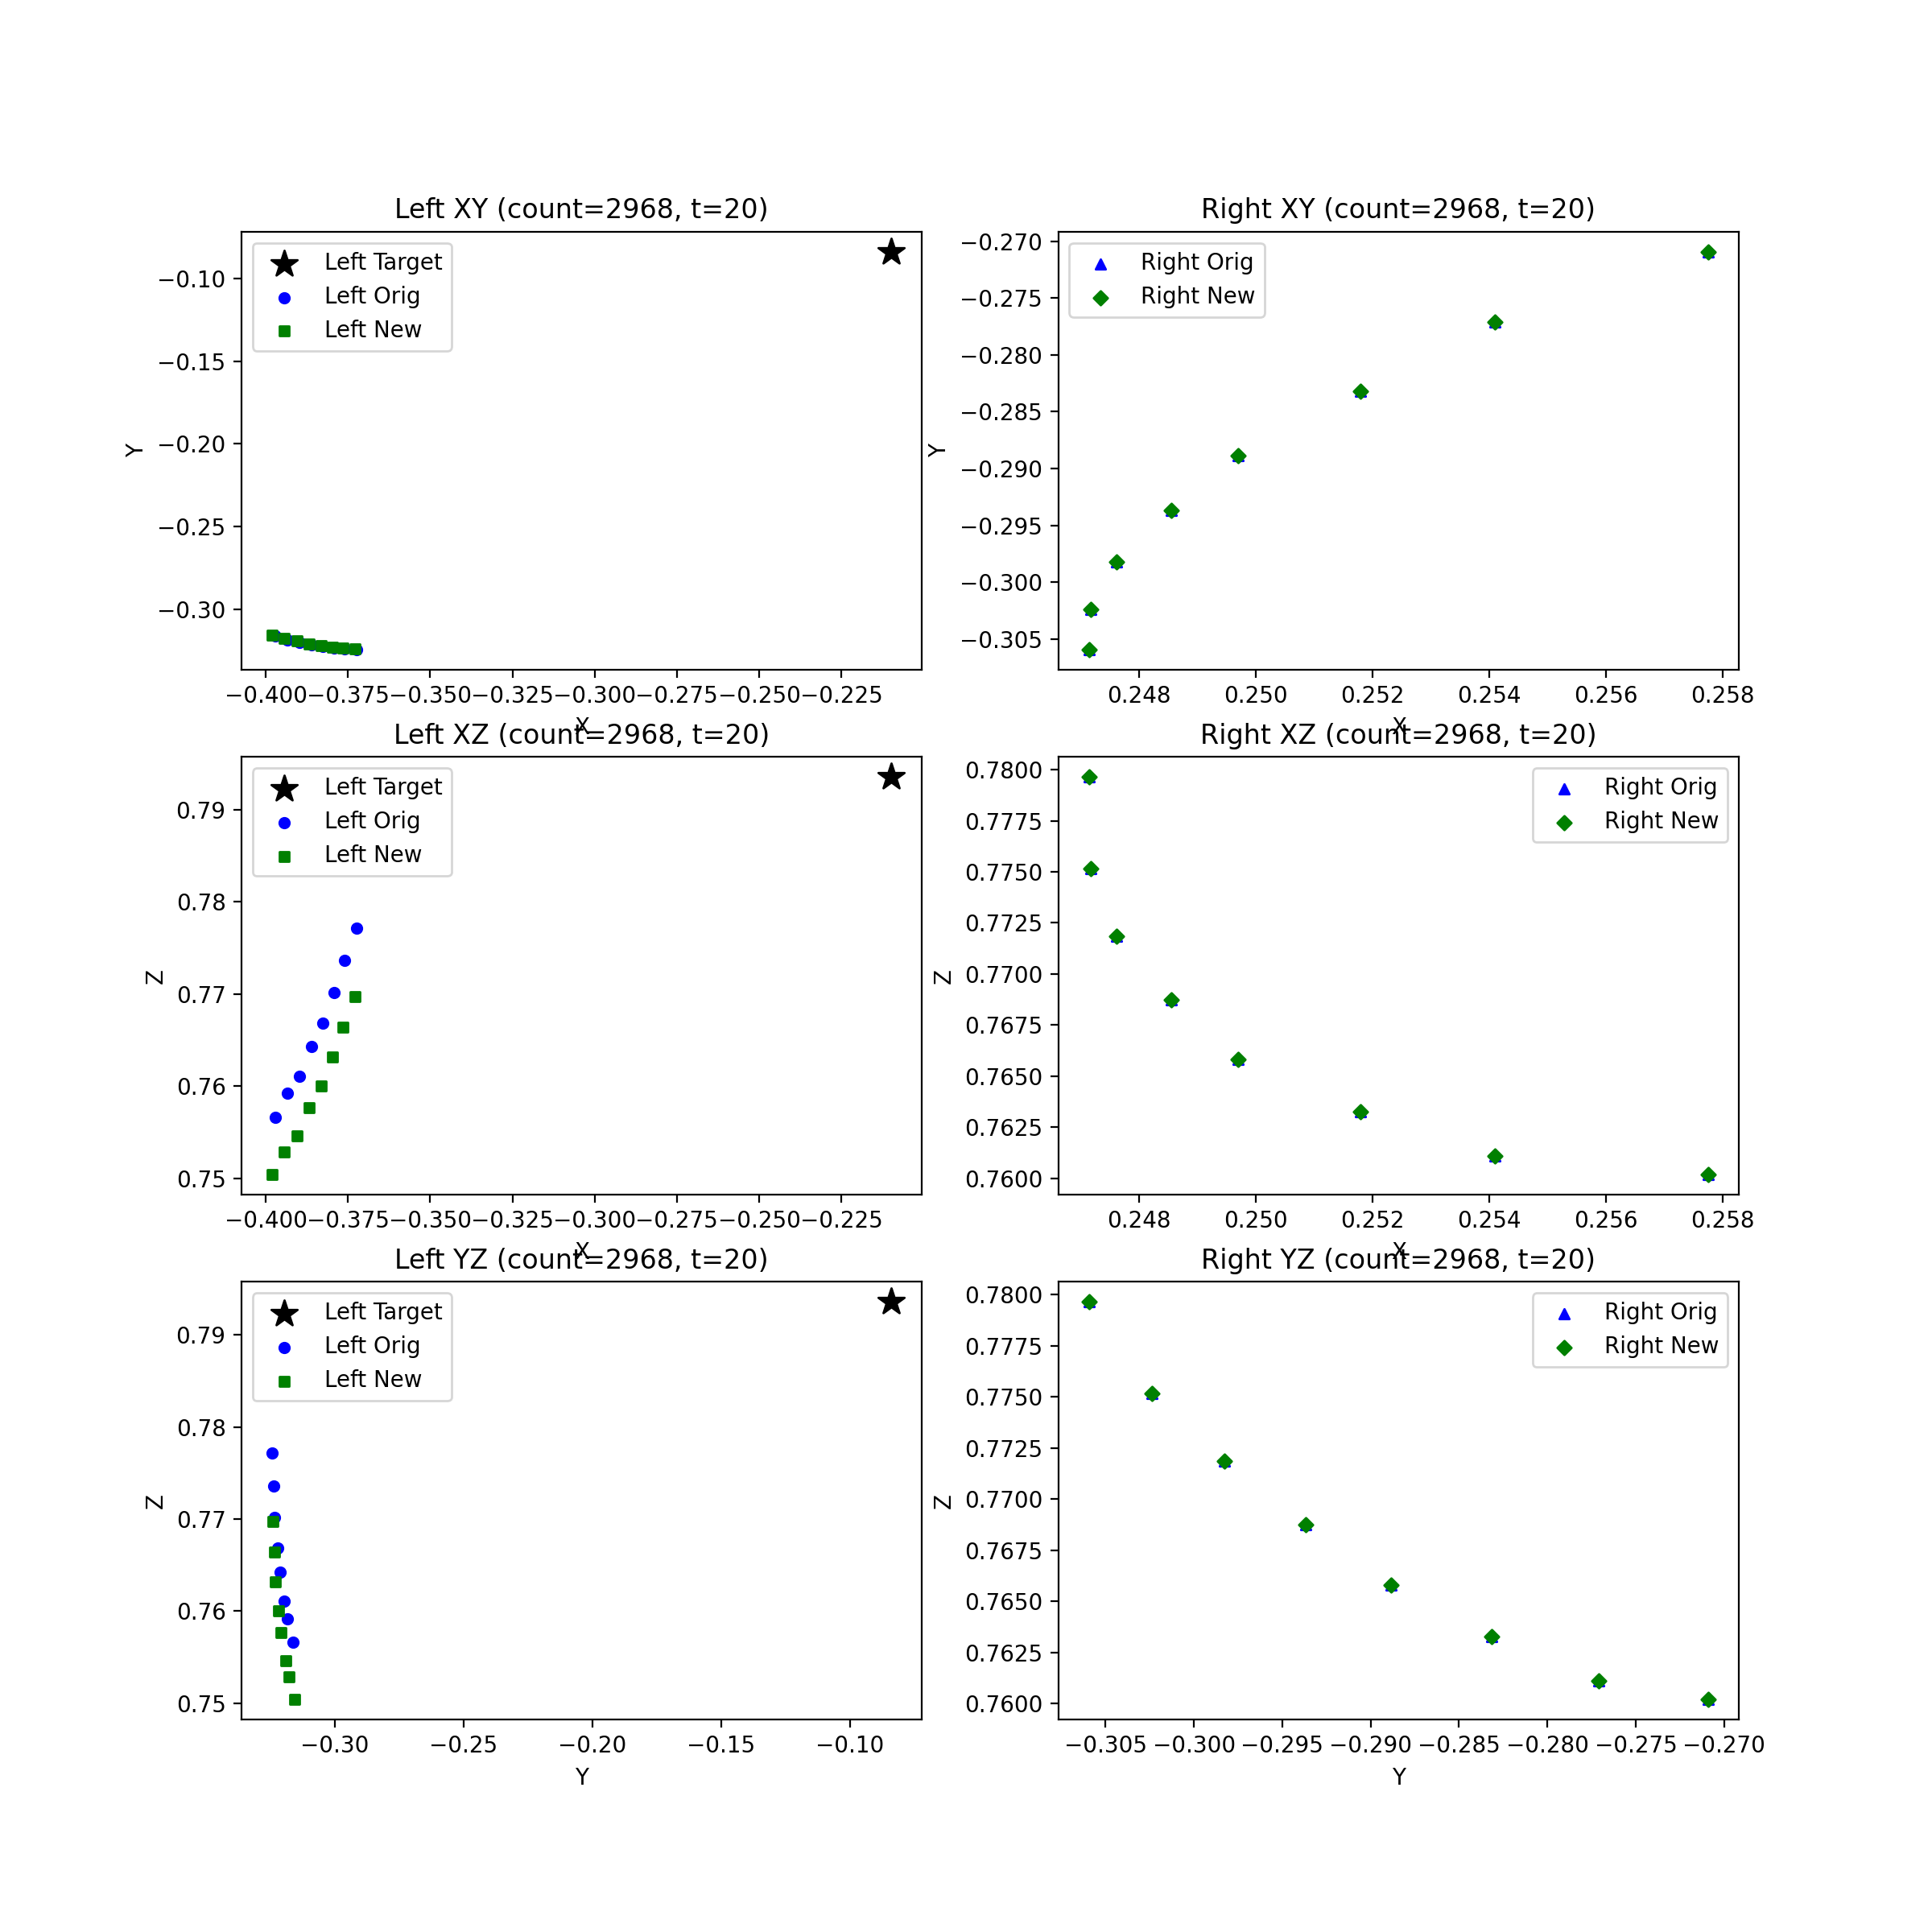 Left XY (count=2968, t=20)
Left Target
Left Orig
Left New
−0.10
−0.15
−0.20
−0.25
−0.30
Y
−0.400 −0.375 −0.350 −0.325 −0.300 −0.275 −0.250 −0.225
X
Right XY (count=2968, t=20)
Right Orig
Right New
−0.270
−0.275
−0.280
−0.285
−0.290
−0.295
−0.300
−0.305
Y
0.248 0.250 0.252 0.254 0.256 0.258
X
Left XZ (count=2968, t=20)
Left Target
Left Orig
Left New
0.79
0.78
0.77
0.76
0.75
Z
−0.400 −0.375 −0.350 −0.325 −0.300 −0.275 −0.250 −0.225
X
Right XZ (count=2968, t=20)
Right Orig
Right New
0.7800
0.7775
0.7750
0.7725
0.7700
0.7675
0.7650
0.7625
0.7600
Z
0.248 0.250 0.252 0.254 0.256 0.258
X
Left YZ (count=2968, t=20)
Left Target
Left Orig
Left New
0.79
0.78
0.77
0.76
0.75
Z
−0.30 −0.25 −0.20 −0.15 −0.10
Y
Right YZ (count=2968, t=20)
Right Orig
Right New
0.7800
0.7775
0.7750
0.7725
0.7700
0.7675
0.7650
0.7625
0.7600
Z
−0.305 −0.300 −0.295 −0.290 −0.285 −0.280 −0.275 −0.270
Y